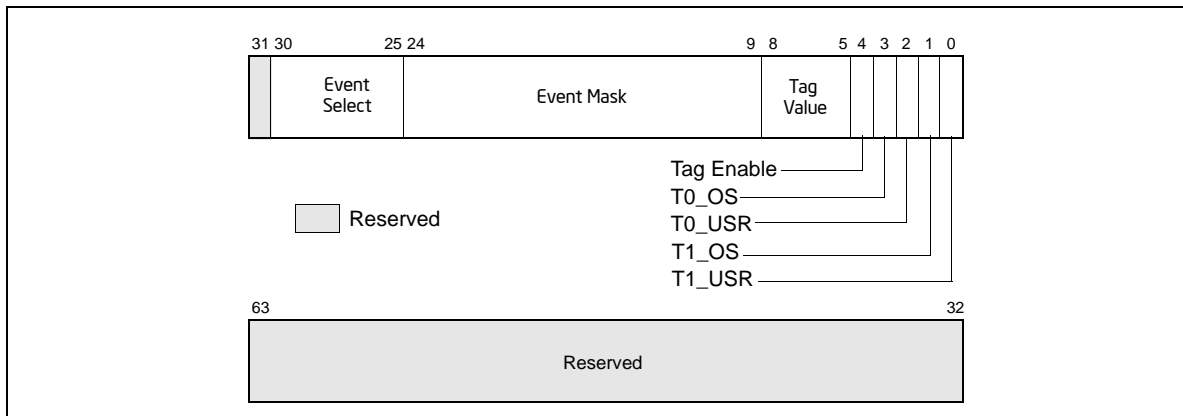 31 30 25 24 9 8 5 4 3 2 1 0
Event
Select
Event Mask
Tag
Value
Tag Enable
T0_OS
Reserved
T0_USR
T1_OS
T1_USR
63 32
Reserved